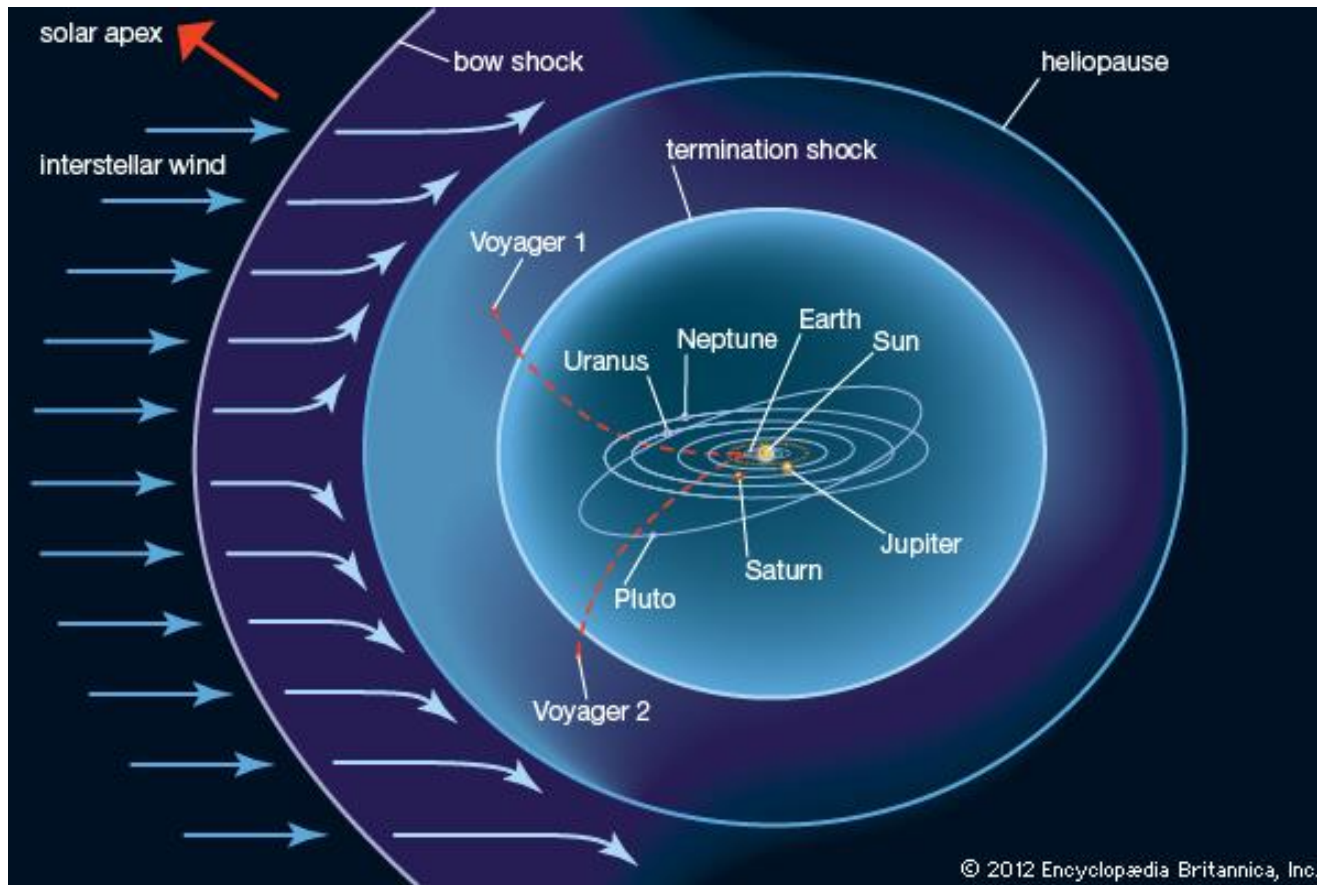 solar apex
bow shock
heliopause
interstellar wind
termination shock
Voyager 1
Earth
Neptune
Sun
Uranus
Jupiter
Saturn
Pluto
Voyager 2
© 2012 Encyclopædia Britannica, Inc.